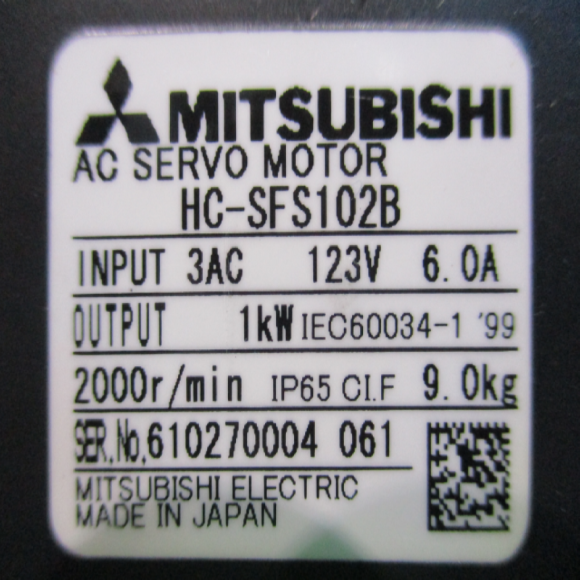 MITSUBISHI
AC SERVO MOTOR
HC-SFS102B
INPUT 3AC 123V 6.0A
OUTPUT 1kW IEC60034-1 '99
2000r/min IP65 CI.F 9.0kg
SER.No.610270004 061
MITSUBISHI ELECTRIC
MADE IN JAPAN